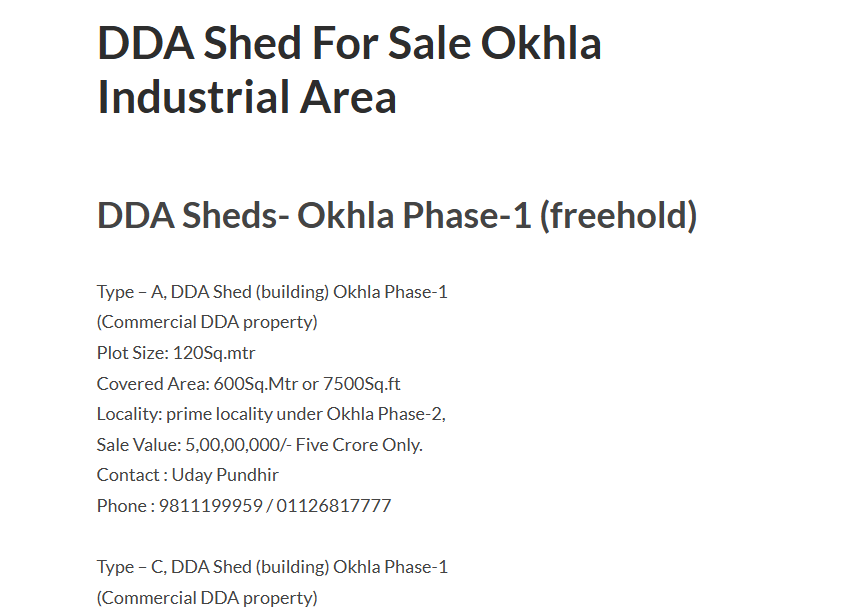 DDA Shed For Sale Okhla
Industrial Area
DDA Sheds- Okhla Phase-1 (freehold)
Type – A, DDA Shed (building) Okhla Phase-1
(Commercial DDA property)
Plot Size: 120Sq.mtr
Covered Area: 600Sq.Mtr or 7500Sq.ft
Locality: prime locality under Okhla Phase-2,
Sale Value: 5,00,00,000/- Five Crore Only.
Contact : Uday Pundhir
Phone : 9811199959 / 01126817777
Type – C, DDA Shed (building) Okhla Phase-1
(Commercial DDA property)